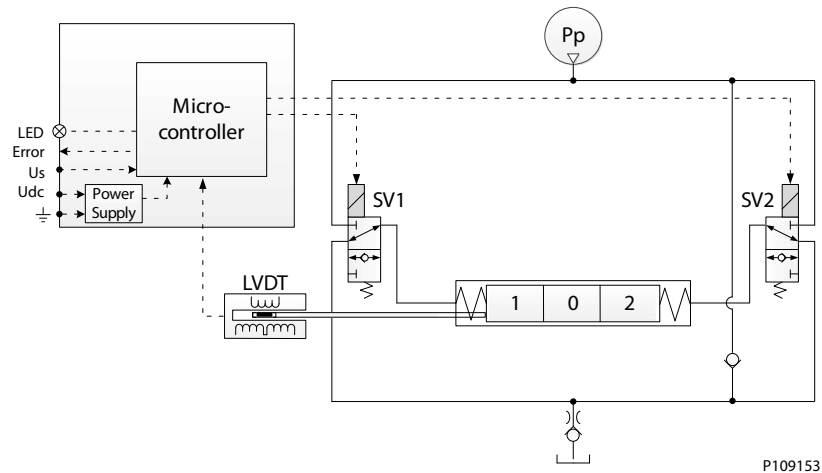 Pp
Micro-
controller
LED
Error
Us
Udc
Power
Supply
SV1
SV2
LVDT
1 0 2
P109153